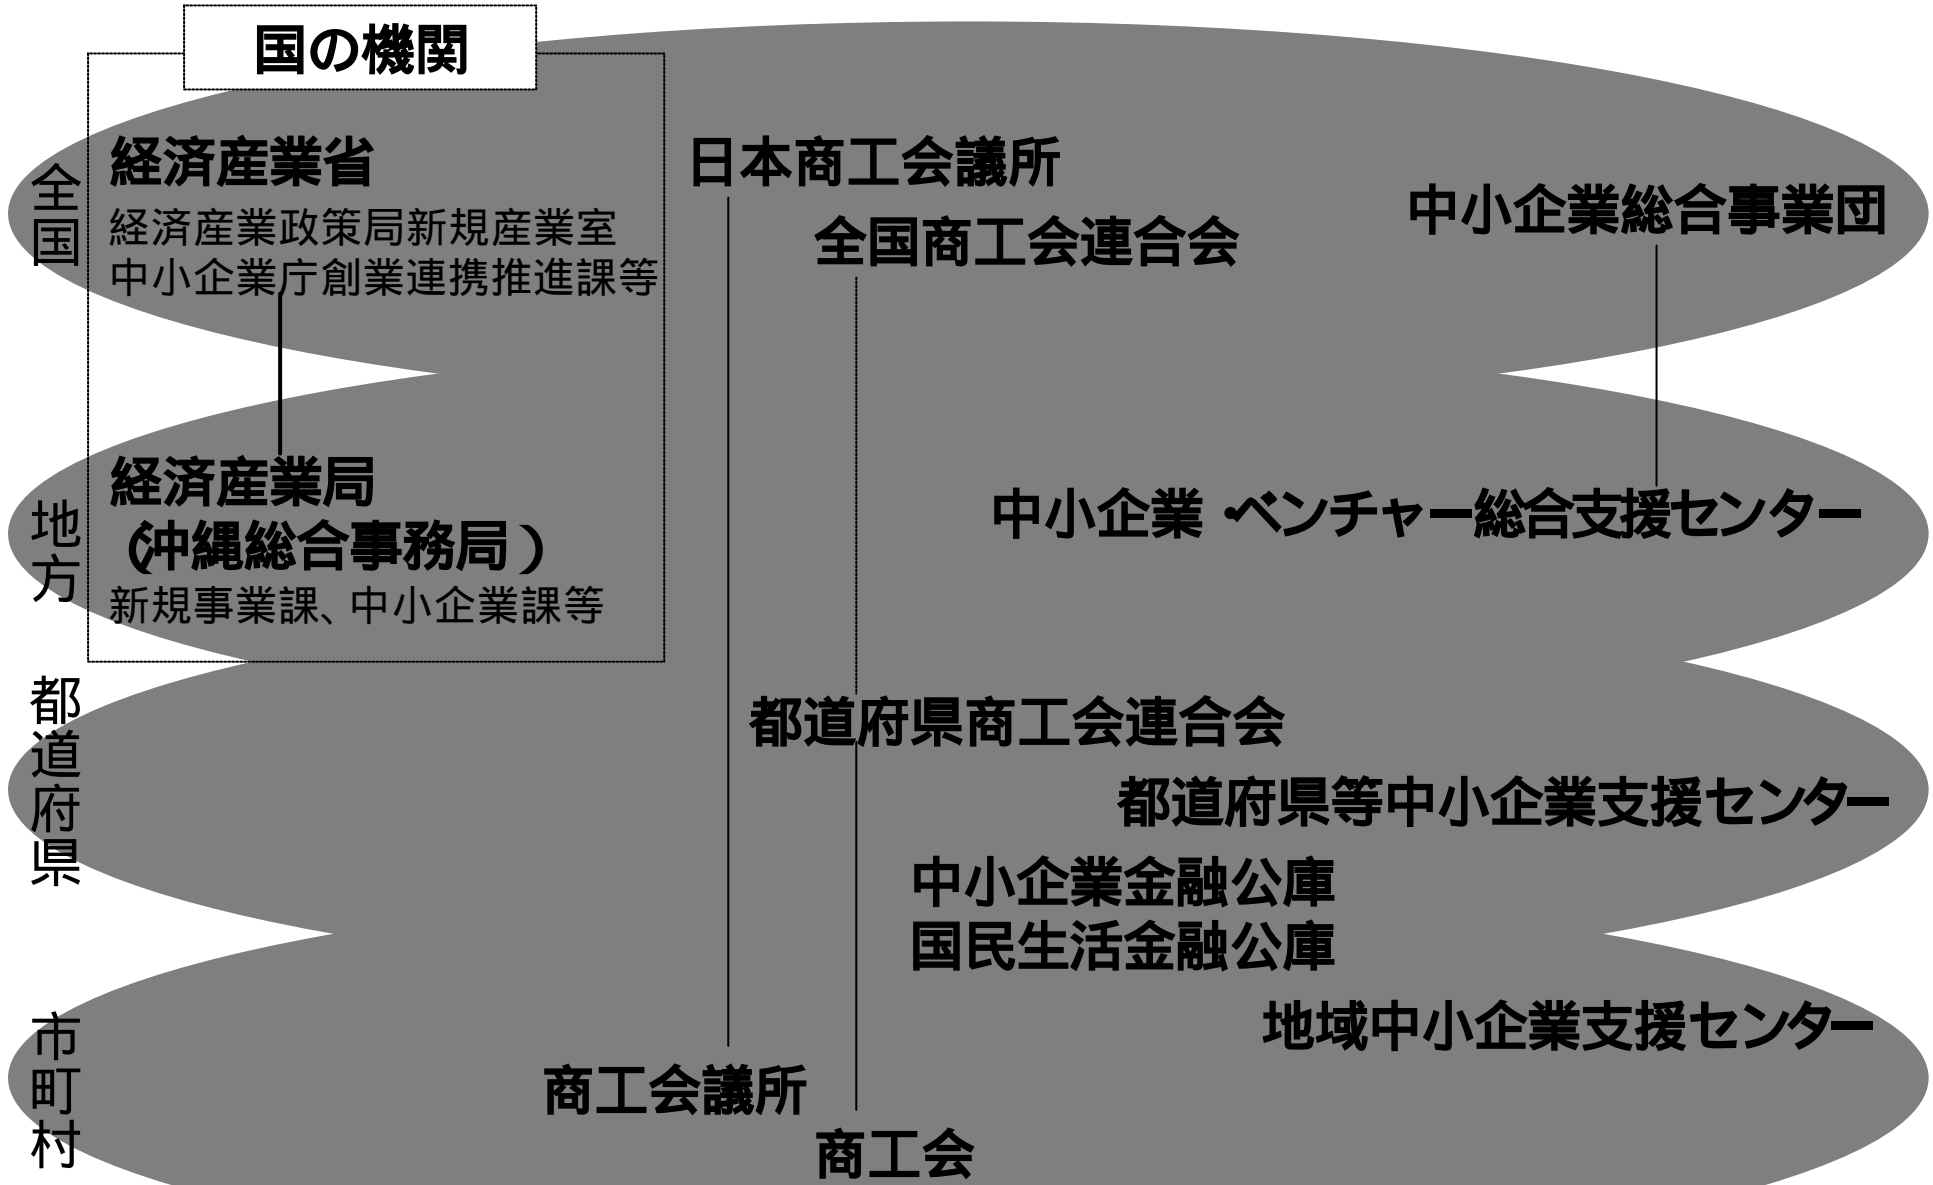 国の機関
全国
経済産業省
経済産業政策局新規産業室
中小企業庁創業連携推進課等
日本商工会議所
全国商工会連合会
中小企業総合事業団
地方
経済産業局
（沖縄総合事務局）
新規事業課、中小企業課等
中小企業・ベンチャー総合支援センター
都道府県
都道府県商工会連合会
都道府県等中小企業支援センター
中小企業金融公庫
国民生活金融公庫
市町村
地域中小企業支援センター
商工会議所
商工会